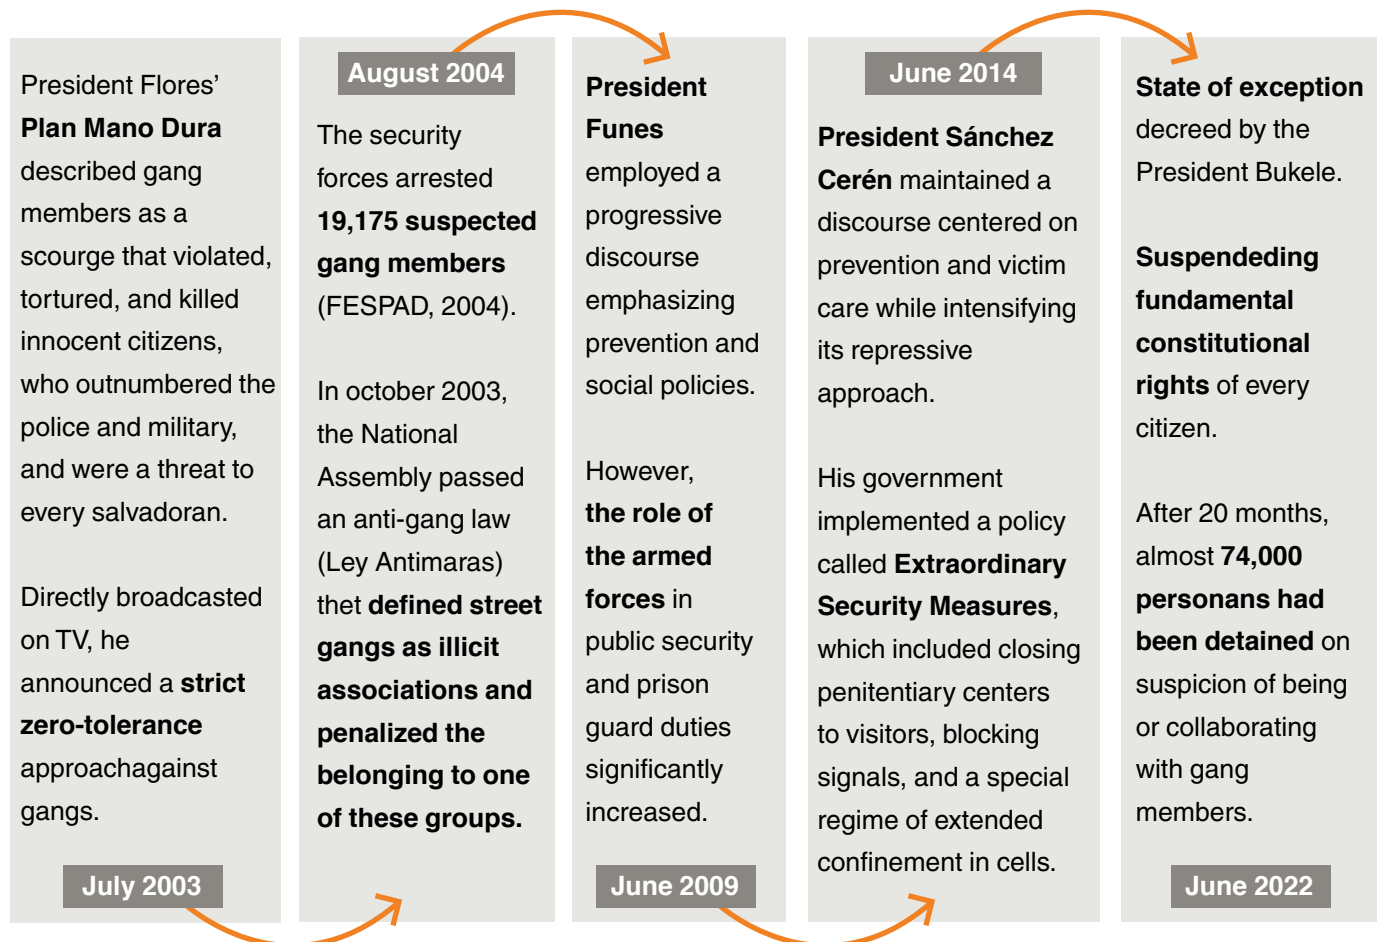 President Flores’
Plan Mano Dura
described gang
members as a
scourge that violated,
tortured, and killed
innocent citizens,
who outnumbered the
police and military,
and were a threat to
every salvadoran.
Directly broadcasted
on TV, he
announced a strict
zero-tolerance
approachagainst
gangs.
July 2003
August 2004
The security
forces arrested
19,175 suspected
gang members
(FESPAD, 2004).
In october 2003,
the National
Assembly passed
an anti-gang law
(Ley Antimaras)
thet defined street
gangs as illicit
associations and
penalized the
belonging to one
of these groups.
President
Funes
employed a
progressive
discourse
emphasizing
prevention and
social policies.
However,
the role of
the armed
forces in
public security
and prison
guard duties
significantly
increased.
June 2009
June 2014
President Sánchez
Cerén maintained a
discourse centered on
prevention and victim
care while intensifying
its repressive
approach.
His government
implemented a policy
called Extraordinary
Security Measures,
which included closing
penitentiary centers
to visitors, blocking
signals, and a special
regime of extended
confinement in cells.
State of exception
decreed by the
President Bukele.
Suspendeding
fundamental
constitutional
rights of every
citizen.
After 20 months,
almost 74,000
personans had
been detained on
suspicion of being
or collaborating
with gang
members.
June 2022